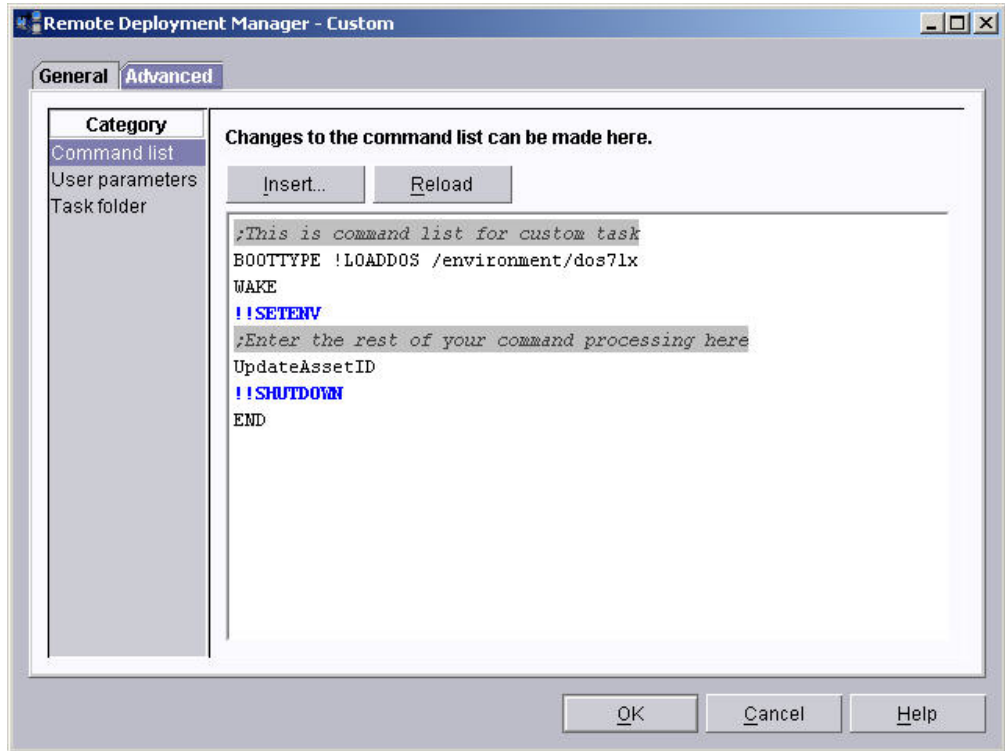 Remote Deployment Manager - Custom
General Advanced
Category
Command list
User parameters
Task folder
Changes to the command list can be made here.
Insert... Reload
;This is command list for custom task
BOOTTYPE !LOADDOS /environment/dos71x
WAKE
!!SETENV
;Enter the rest of your command processing here
UpdateAssetID
!!SHUTDOWN
END
OK Cancel Help